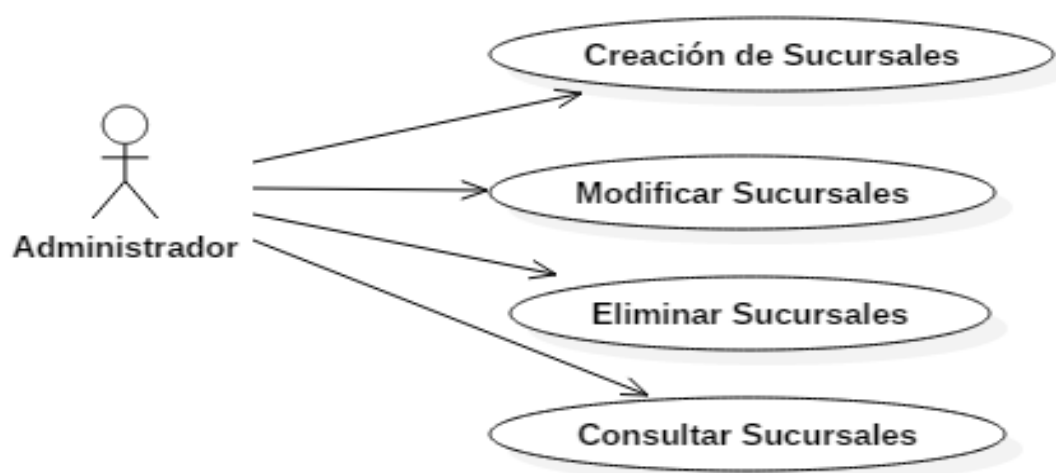 Creación de Sucursales
Modificar Sucursales
Administrador
Eliminar Sucursales
Consultar Sucursales